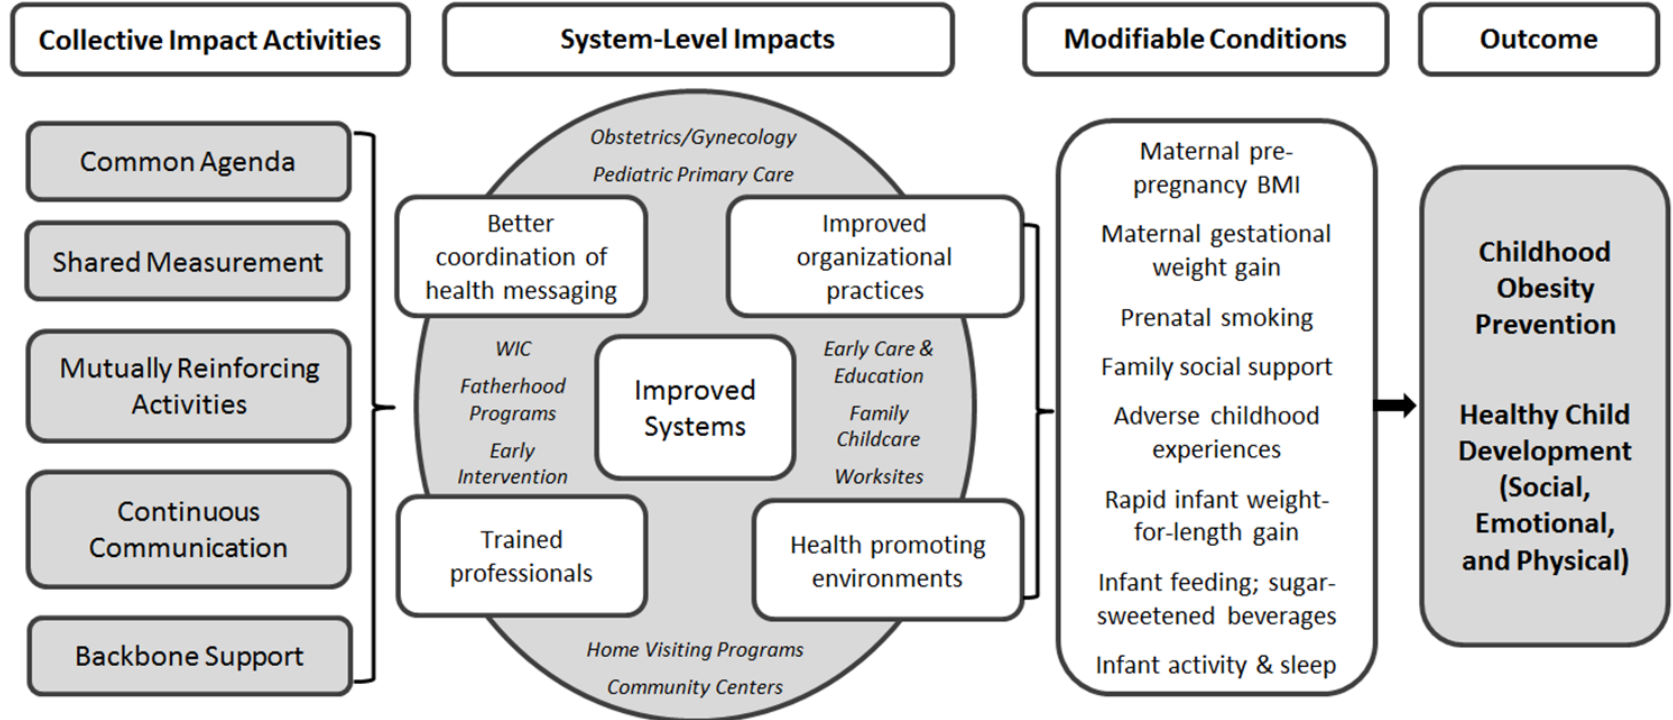 Collective Impact Activities
System-Level Impacts
Modifiable Conditions
Outcome
Common Agenda
Shared Measurement
Mutually Reinforcing
Activities
Continuous
Communication
Backbone Support
Obstetrics/Gynecology
Pediatric Primary Care
Better
coordination of
health messaging
Improved
organizational
practices
WIC
Fatherhood
Programs
Early
Intervention
Improved
Systems
Early Care &
Education
Family
Childcare
Worksites
Trained
professionals
Health promoting
environments
Home Visiting Programs
Community Centers
Maternal pre-
pregnancy BMI
Maternal gestational
weight gain
Prenatal smoking
Family social support
Adverse childhood
experiences
Rapid infant weight-
for-length gain
Infant feeding; sugar-
sweetened beverages
Infant activity & sleep
Childhood
Obesity
Prevention
Healthy Child
Development
(Social,
Emotional,
and Physical)